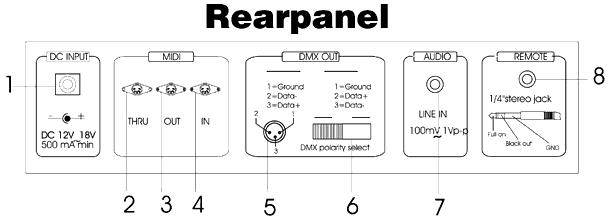 Rearpanel
DC INPUT
MIDI
DMX OUT
AUDIO
REMOTE
1
DC 12V 18V
500 mA~min
THRU
OUT
IN
1=Ground
2=Data-
3=Data+
1=Ground
2=Data+
3=Data-
2
1
3
DMX polarity select
LINE IN
100mV~1Vp-p
1/4"stereo jack
Full on
Black out
GND
8
2
3
4
5
6
7